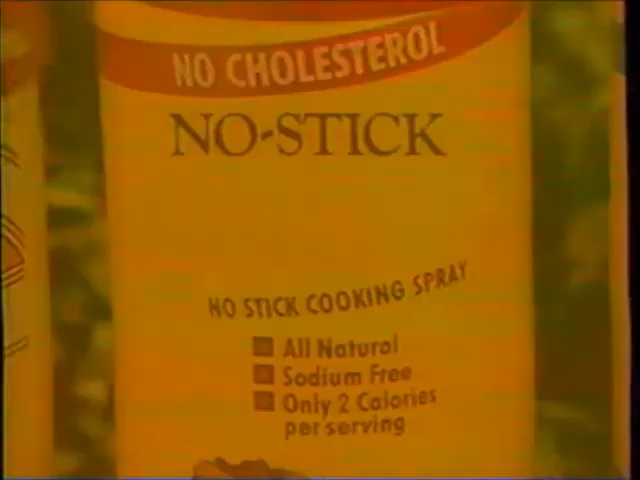 NO CHOLESTEROL
NO-STICK
NO STICK COOKING SPRAY
All Natural
Sodium Free
Only 2 Calories
per serving